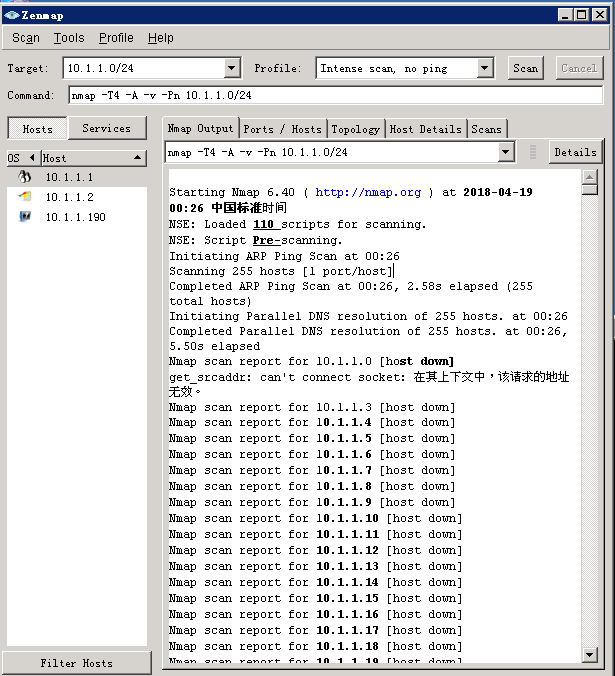 Zenmap
Scan Tools Profile Help
Target: 10.1.1.0/24 Profile: Intense scan, no ping Scan Cancel
Command: nmap -T4 -A -v -Pn 10.1.1.0/24
Hosts Services
Nmap Output Ports / Hosts Topology Host Details Scans
OS Host
nmap -T4 -A -v -Pn 10.1.1.0/24 Details
10.1.1.1
10.1.1.2
10.1.1.190
Starting Nmap 6.40 ( http://nmap.org ) at 2018-04-19
00:26 中国标准时间
NSE: Loaded 110 scripts for scanning.
NSE: Script Pre-scanning.
Initiating ARP Ping Scan at 00:26
Scanning 255 hosts [1 port/host]
Completed ARP Ping Scan at 00:26, 2.58s elapsed (255
total hosts)
Initiating Parallel DNS resolution of 255 hosts. at 00:26
Completed Parallel DNS resolution of 255 hosts. at 00:26,
5.50s elapsed
Nmap scan report for 10.1.1.0 [host down]
get_srcaddr: can't connect socket: 在其上下文中，该请求的地址
无效。
Nmap scan report for 10.1.1.3 [host down]
Nmap scan report for 10.1.1.4 [host down]
Nmap scan report for 10.1.1.5 [host down]
Nmap scan report for 10.1.1.6 [host down]
Nmap scan report for 10.1.1.7 [host down]
Nmap scan report for 10.1.1.8 [host down]
Nmap scan report for 10.1.1.9 [host down]
Nmap scan report for 10.1.1.10 [host down]
Nmap scan report for 10.1.1.11 [host down]
Nmap scan report for 10.1.1.12 [host down]
Nmap scan report for 10.1.1.13 [host down]
Nmap scan report for 10.1.1.14 [host down]
Nmap scan report for 10.1.1.15 [host down]
Nmap scan report for 10.1.1.16 [host down]
Nmap scan report for 10.1.1.17 [host down]
Nmap scan report for 10.1.1.18 [host down]
Nmap scan report for 10.1.1.19 [host down]
Filter Hosts